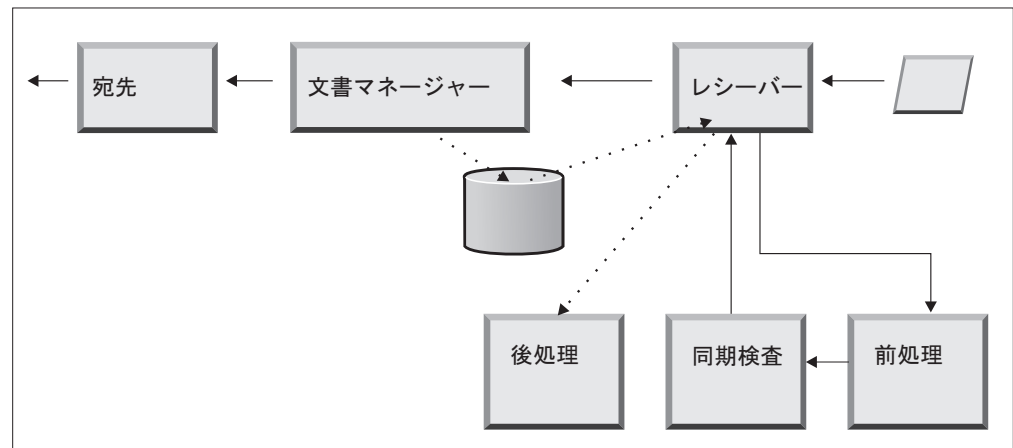 宛先
文書マネージャー
レシーバー
後処理
同期検査
前処理